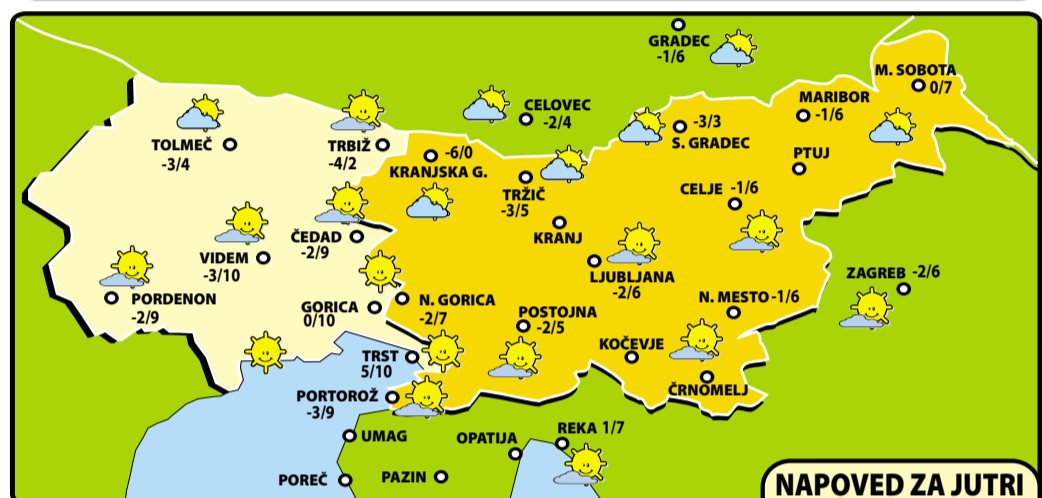 GRADEC
-1/6
M. SOBOTA
0/7
MARIBOR
-1/6
CELOVEC
-2/4
-3/3
S. GRADEC
TOLMEČ
-3/4
TRBIŽ
-4/2
-6/0
KRANJSKA G.
PTUJ
TRŽIČ
-3/5
CELJE -1/6
KRANJ
ČEDAD
-2/9
VIDEM
-3/10
LJUBLJANA
-2/6
ZAGREB -2/6
PORDENON
-2/9
GORICA
0/10
N. GORICA
-2/7
N. MESTO -1/6
POSTOJNA
-2/5
KOČEVJE
TRST
5/10
ČRNOMELJ
PORTOROŽ
-3/9
UMAG
OPATIJA
REKA 1/7
POREČ
PAZIN
NAPOVED ZA JUTRI